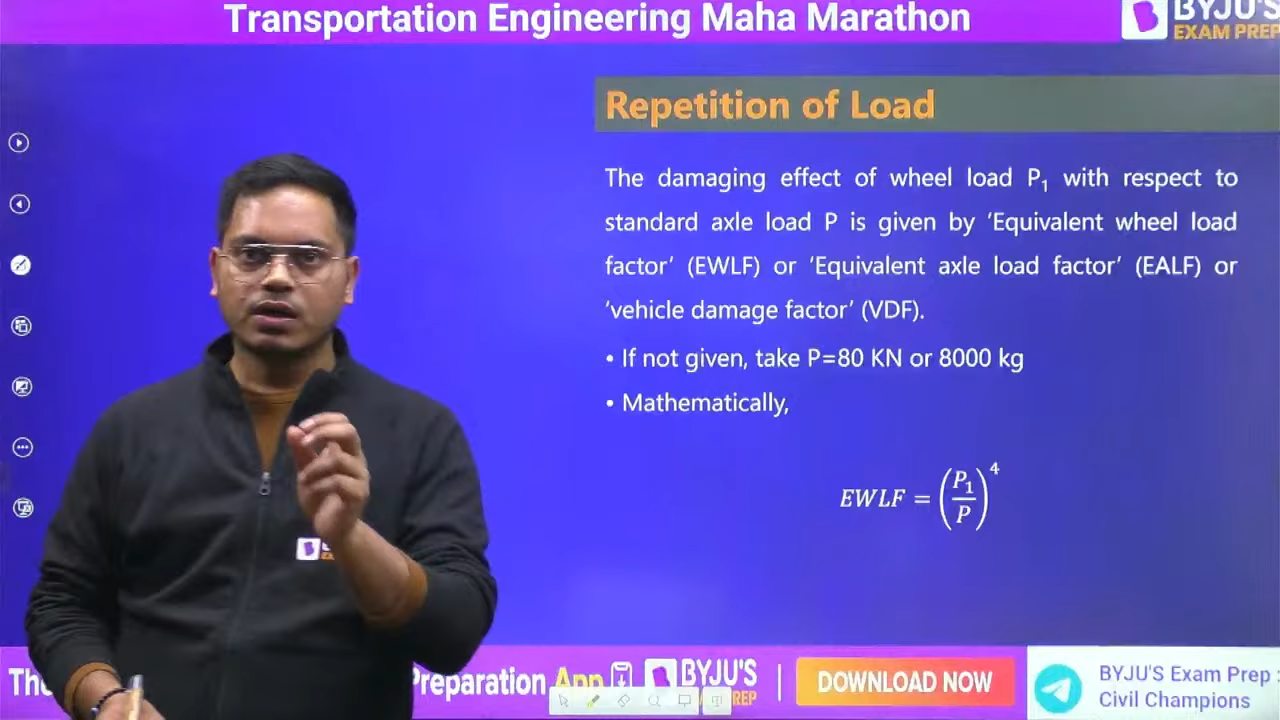 Transportation Engineering Maha Marathon
BYJU'S
EXAM PREP
Repetition of Load
The damaging effect of wheel load P₁ with respect to
standard axle load P is given by ‘Equivalent wheel load
factor’ (EWLF) or ‘Equivalent axle load factor’ (EALF) or
‘vehicle damage factor’ (VDF).
• If not given, take P=80 KN or 8000 kg
• Mathematically,
EWLF = (P₁/P)⁴
Preparation App
BYJU'S
PREP
DOWNLOAD NOW
BYJU'S Exam Prep :
Civil Champions